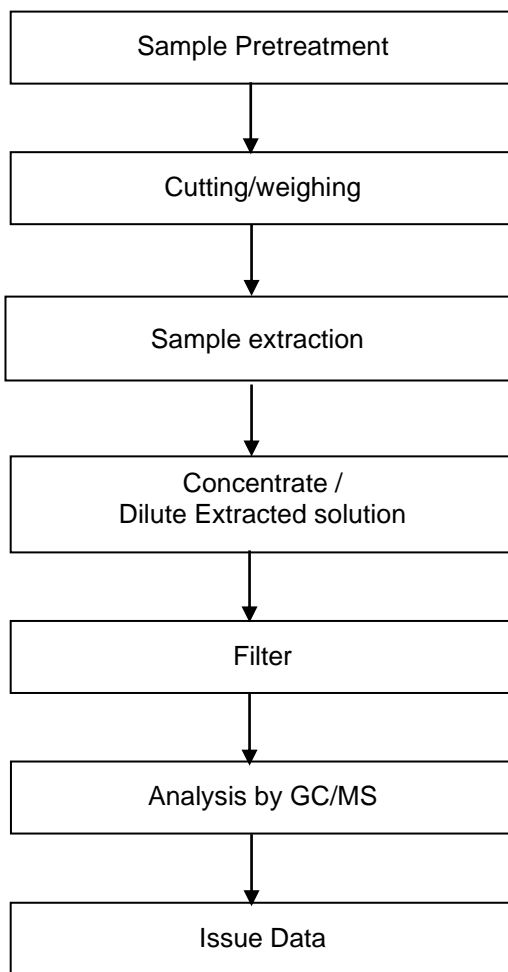 Sample Pretreatment
Cutting/weighing
Sample extraction
Concentrate /
Dilute Extracted solution
Filter
Analysis by GC/MS
Issue Data